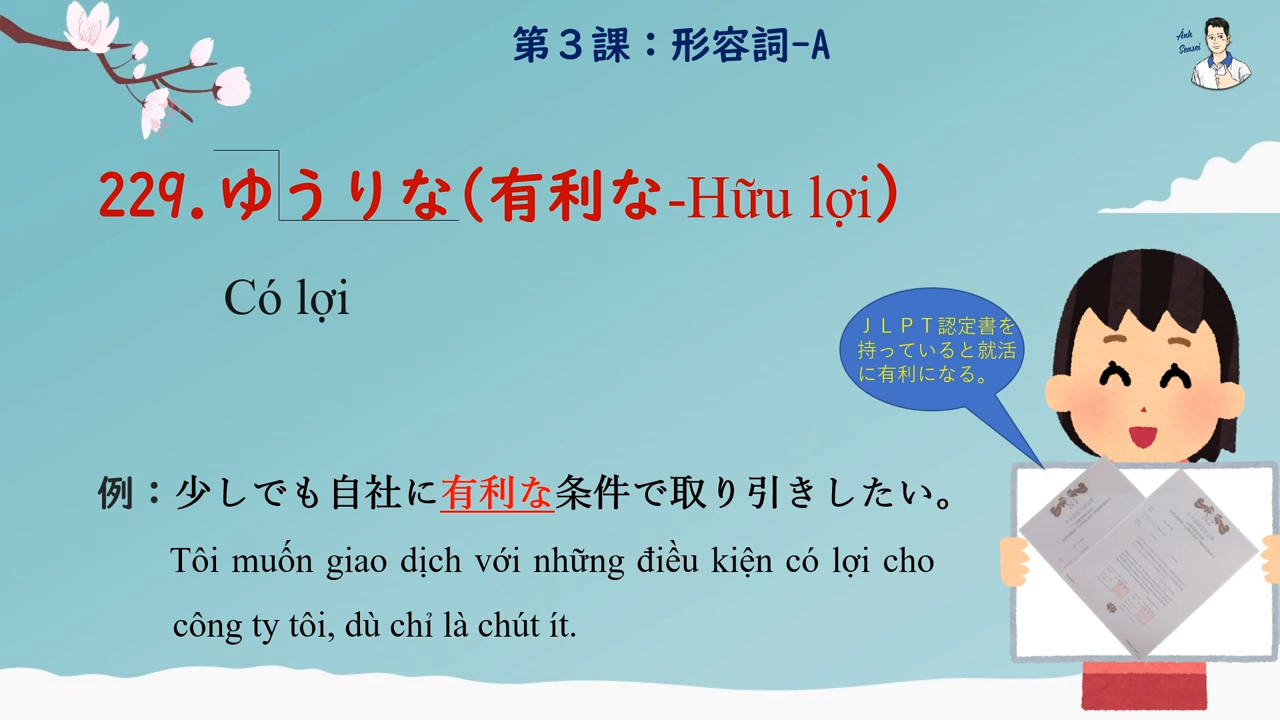 第３課：形容詞-A
Anh
Sensei
229.ゆうりな(有利な-Hữu lợi)
Có lợi
ＪＬＰＴ認定書を
持っていると就活
に有利になる。
例：少しでも自社に有利な条件で取り引きしたい。
Tôi muốn giao dịch với những điều kiện có lợi cho
công ty tôi, dù chỉ là chút ít.